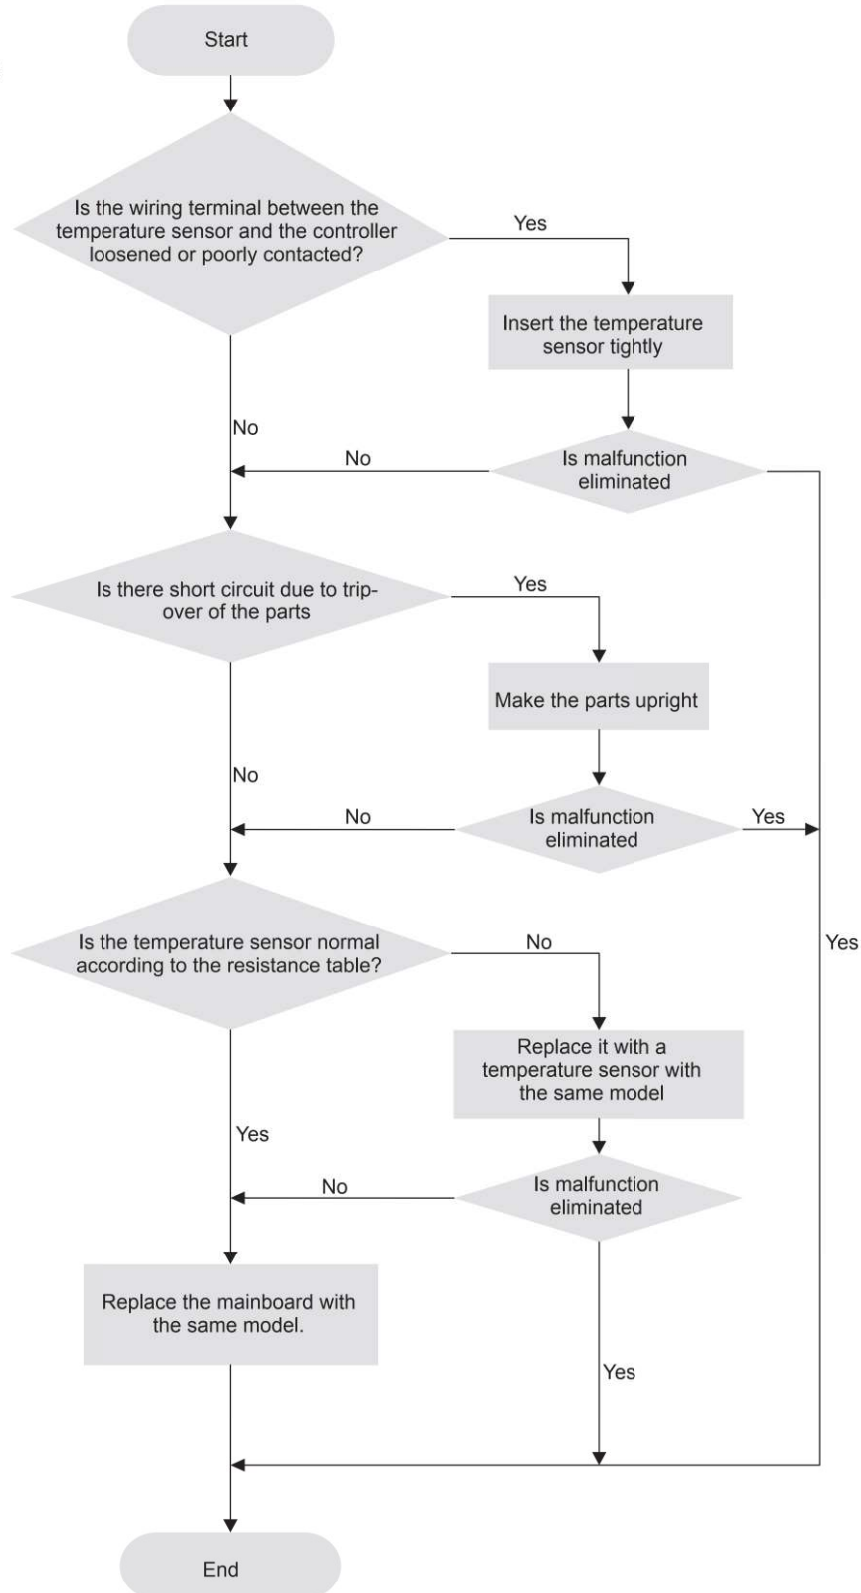 Start
Is the wiring terminal between the
temperature sensor and the controller
loosened or poorly contacted?
Yes
Insert the temperature
sensor tightly
No
No
Is malfunction
eliminated
Is there short circuit due to trip-
over of the parts
Yes
Make the parts upright
No
No
Is malfunction
eliminated
Yes
Is the temperature sensor normal
according to the resistance table?
No
Yes
Replace it with a
temperature sensor with
the same model
Yes
No
Is malfunction
eliminated
Replace the mainboard with
the same model.
Yes
End